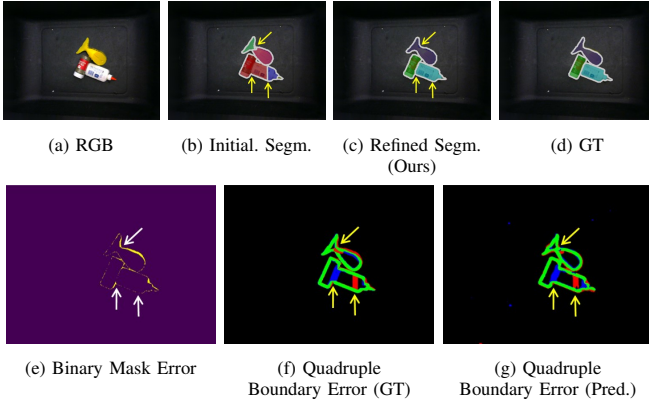 (a) RGB
(b) Initial. Segm.
(c) Refined Segm.
(Ours)
(d) GT
(e) Binary Mask Error
(f) Quadruple
Boundary Error (GT)
(g) Quadruple
Boundary Error (Pred.)